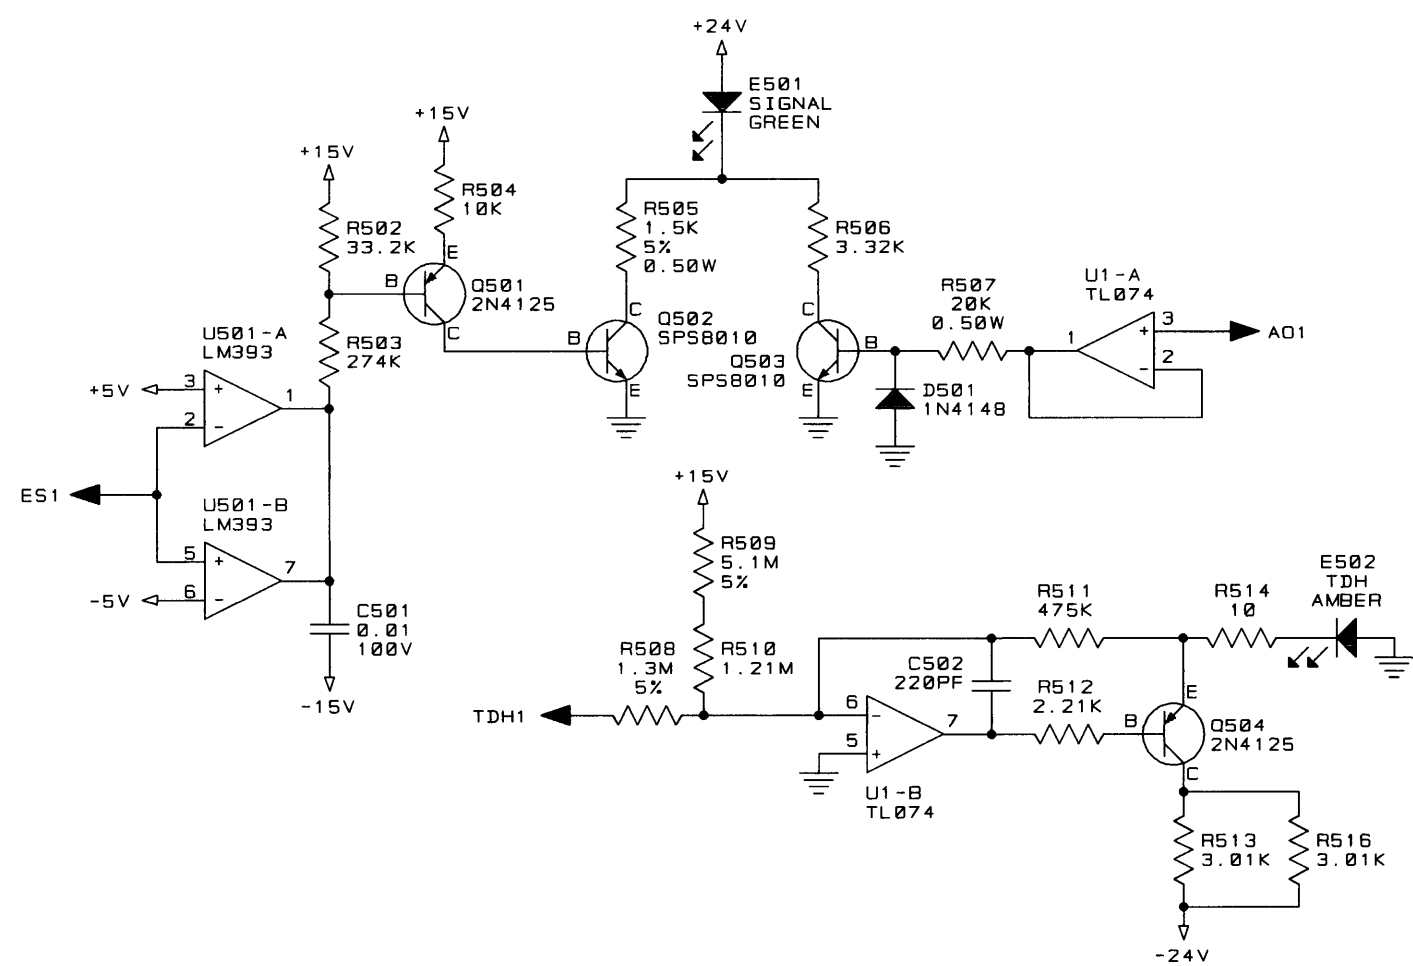 +24V
E501
SIGNAL
GREEN
+15V
+15V
R504
10K
R502
33.2K
R505
1.5K
5%
0.50W
R506
3.32K
E
B
Q501
2N4125
C
R507
20K
0.50W
U1-A
TL074
U501-A
LM393
R503
274K
C
B
Q502
SPS8010
E
C
B
Q503
SPS8010
E
1
3
+
2
-
AO1
D501
1N4148
+5V
3
+
2
-
1
ES1
U501-B
LM393
5
+
-5V
6
-
7
C501
0.01
100V
-15V
+15V
R509
5.1M
5%
R508
1.3M
5%
R510
1.21M
TDH1
C502
220PF
R511
475K
R514
10
E502
TDH
AMBER
R512
2.21K
6
-
5
+
7
U1-B
TL074
E
B
Q504
2N4125
C
R513
3.01K
R516
3.01K
-24V